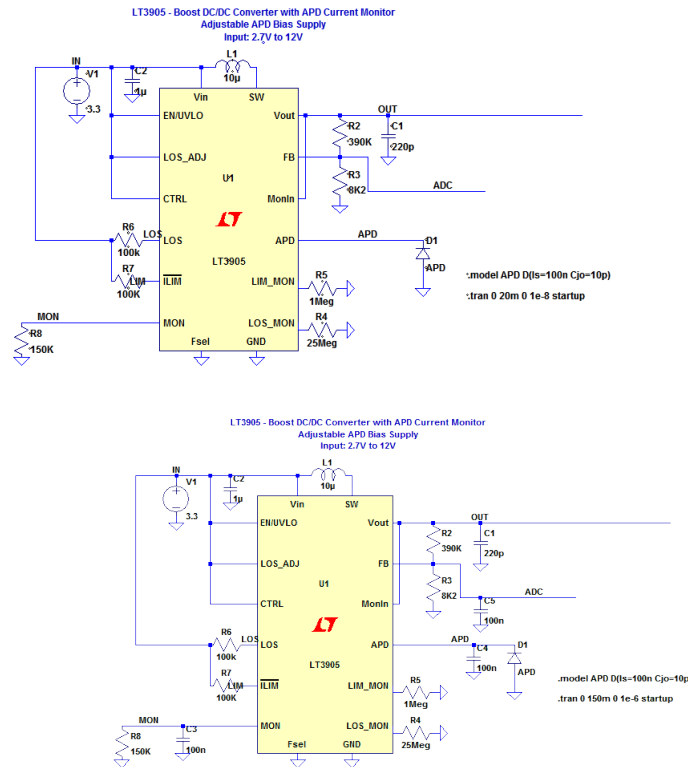 LT3905 - Boost DC/DC Converter with APD Current Monitor
Adjustable APD Bias Supply
Input: 2.7V to 12V
L1
10µ
IN
V1
3.3
C2
1µ
Vin
SW
EN/UVLO
Vout
OUT
R2
390K
C1
220p
LOS_ADJ
FB
R3
8K2
ADC
U1
CTRL
MonIn
R6
100k
LOS
LOS
APD
APD
D1
APD
LT3905
R7
100K
LIM
ILIM
LIM_MON
R5
1Meg
.model APD D(Is=100n Cjo=10p)
.tran 0 20m 0 1e-8 startup
MON
R8
150K
MON
LOS_MON
R4
25Meg
Fsel
GND
LT3905 - Boost DC/DC Converter with APD Current Monitor
Adjustable APD Bias Supply
Input: 2.7V to 12V
L1
10µ
IN
V1
3.3
C2
1µ
Vin
SW
EN/UVLO
Vout
OUT
R2
390K
C1
220p
LOS_ADJ
FB
R3
8K2
ADC
C5
100n
U1
CTRL
MonIn
R6
100k
LOS
LOS
APD
APD
C4
100n
D1
APD
LT3905
R7
100K
LIM
ILIM
LIM_MON
R5
1Meg
.model APD D(Is=100n Cjo=10p
.tran 0 150m 0 1e-6 startup
MON
R8
150K
C3
100n
MON
LOS_MON
R4
25Meg
Fsel
GND